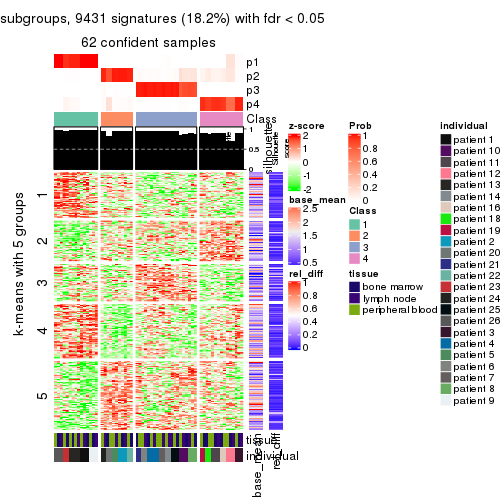 subgroups, 9431 signatures (18.2%) with fdr < 0.05
62 confident samples
p1
p2
p3
p4
Class
1
0.5
0
silhouette
Silhouette
score
k-means with 5 groups
1
2
3
4
5
tissue
individual
base_mean
rel_diff
z-score
2
1
0
-1
-2
base_mean
2.5
2
1.5
1
0.5
rel_diff
1
0.8
0.6
0.4
0.2
0
Prob
1
0.8
0.6
0.4
0.2
0
Class
1
2
3
4
tissue
bone marrow
lymph node
peripheral blood
individual
patient 1
patient 10
patient 11
patient 12
patient 13
patient 14
patient 16
patient 18
patient 19
patient 2
patient 20
patient 21
patient 22
patient 23
patient 24
patient 25
patient 26
patient 3
patient 4
patient 5
patient 6
patient 7
patient 8
patient 9